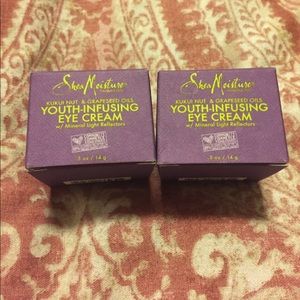 SheaMoisture
KUKUI NUT & GRAPESEED OILS
YOUTH-INFUSING
EYE CREAM
w/ Mineral Light Reflectors
.5 oz / 14 g
SheaMoisture
KUKUI NUT & GRAPESEED OILS
YOUTH-INFUSING
EYE CREAM
w/ Mineral Light Reflectors
.5 oz / 14 g